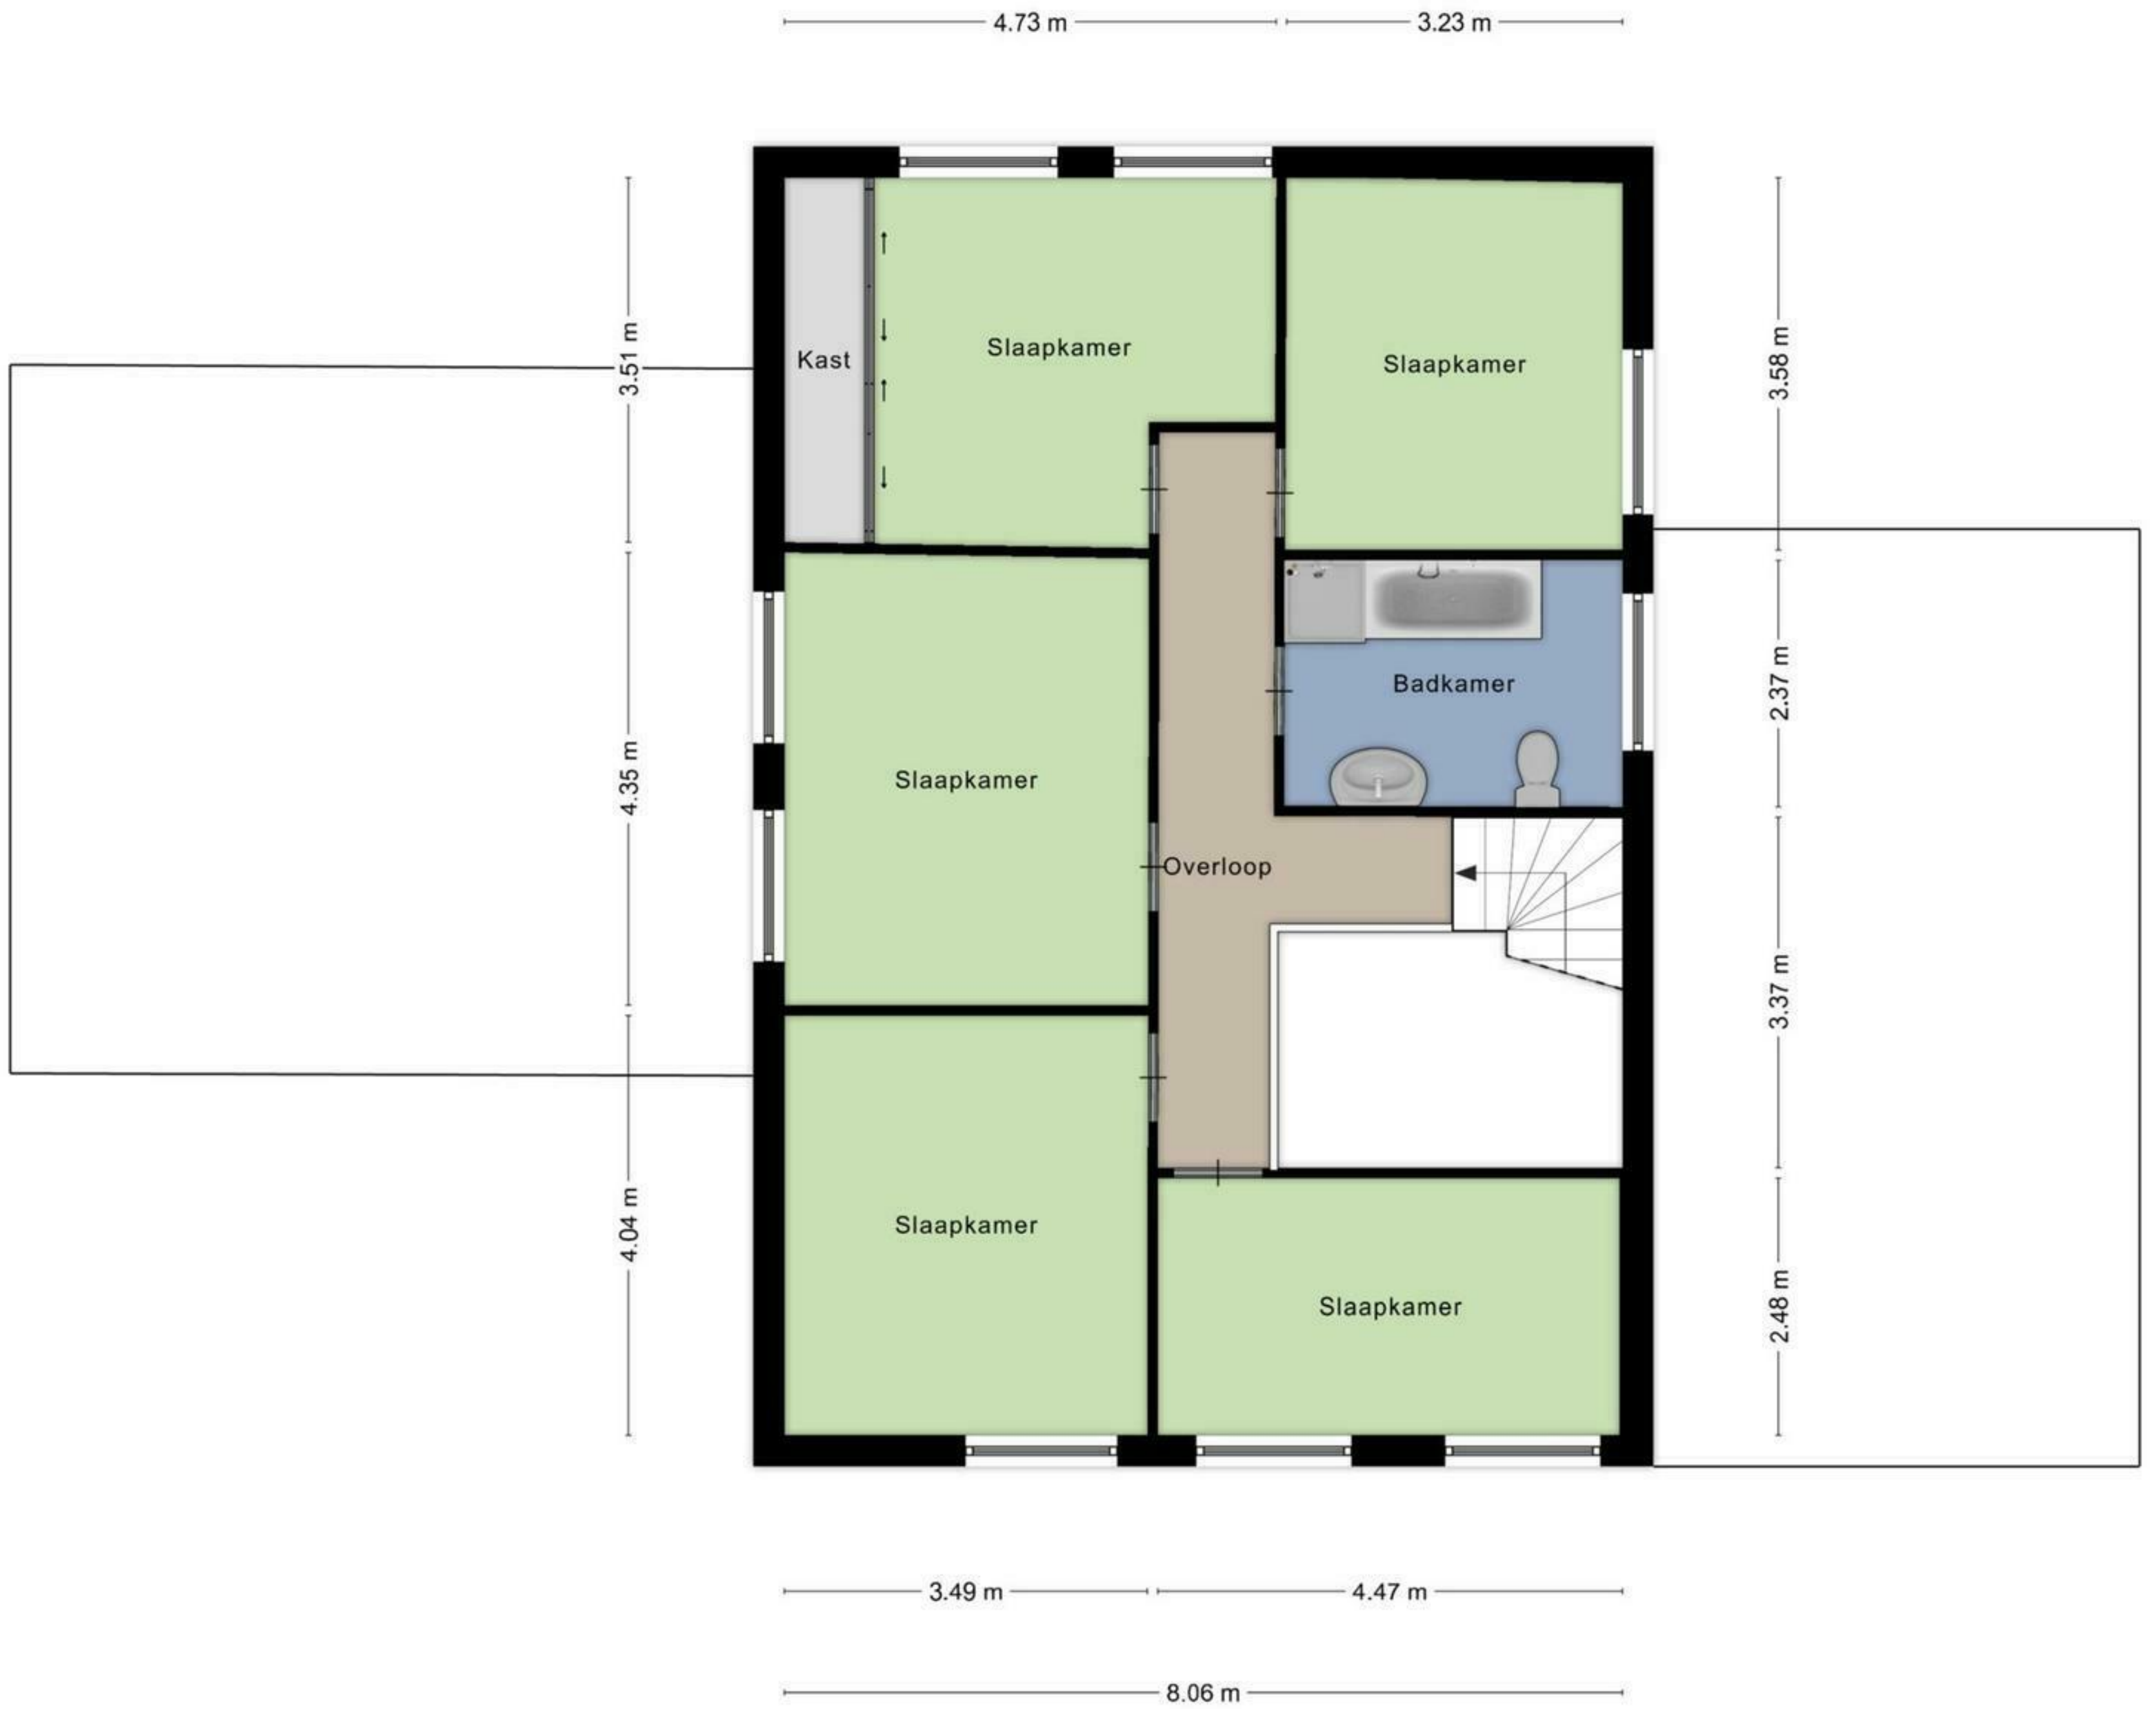 4.73 m
3.23 m
3.51 m
Kast
Slaapkamer
Slaapkamer
3.58 m
4.35 m
Slaapkamer
Badkamer
2.37 m
Overloop
3.37 m
4.04 m
Slaapkamer
Slaapkamer
2.48 m
3.49 m
4.47 m
8.06 m